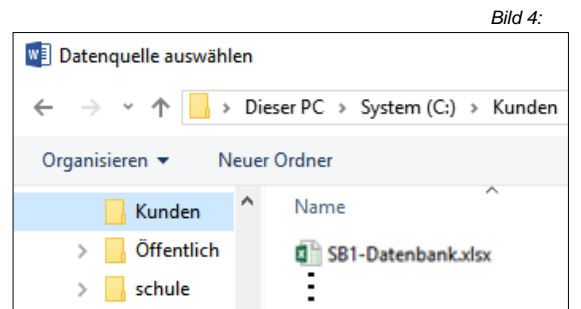 Bild 4:
Datenquelle auswählen
Dieser PC > System (C:) > Kunden
Organisieren Neuer Ordner
Kunden Name
Öffentlich SB1-Datenbank.xlsx
schule